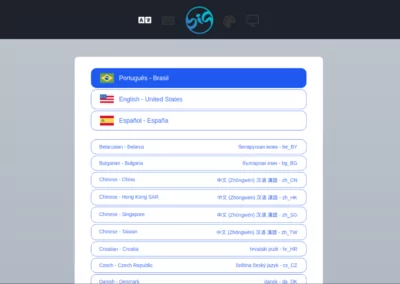 Português - Brasil
English - United States
Español - España
Belarusian - Belarus беларуская мова - be_BY
Bulgarian - Bulgaria български език - bg_BG
Chinese - China 中文 (Zhōngwén) 汉语 漢語 - zh_CN
Chinese - Hong Kong SAR 中文 (Zhōngwén) 汉语 漢語 - zh_HK
Chinese - Singapore 中文 (Zhōngwén) 汉语 漢語 - zh_SG
Chinese - Taiwan 中文 (Zhōngwén) 汉语 漢語 - zh_TW
Croatian - Croatia hrvatski jezik - hr_HR
Czech - Czech Republic čeština český jazyk - cs_CZ
Danish - Denmark dansk - da_DK